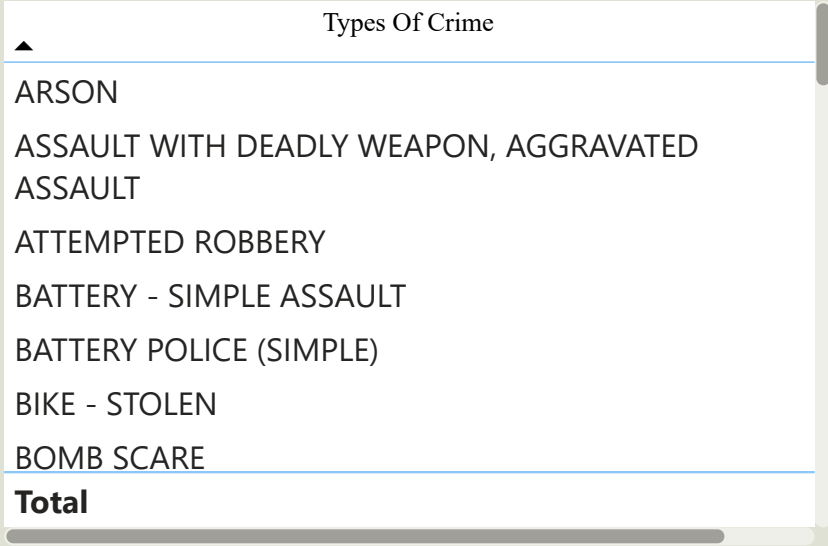 Types Of Crime
ARSON
ASSAULT WITH DEADLY WEAPON, AGGRAVATED
ASSAULT
ATTEMPTED ROBBERY
BATTERY - SIMPLE ASSAULT
BATTERY POLICE (SIMPLE)
BIKE - STOLEN
BOMB SCARE
Total